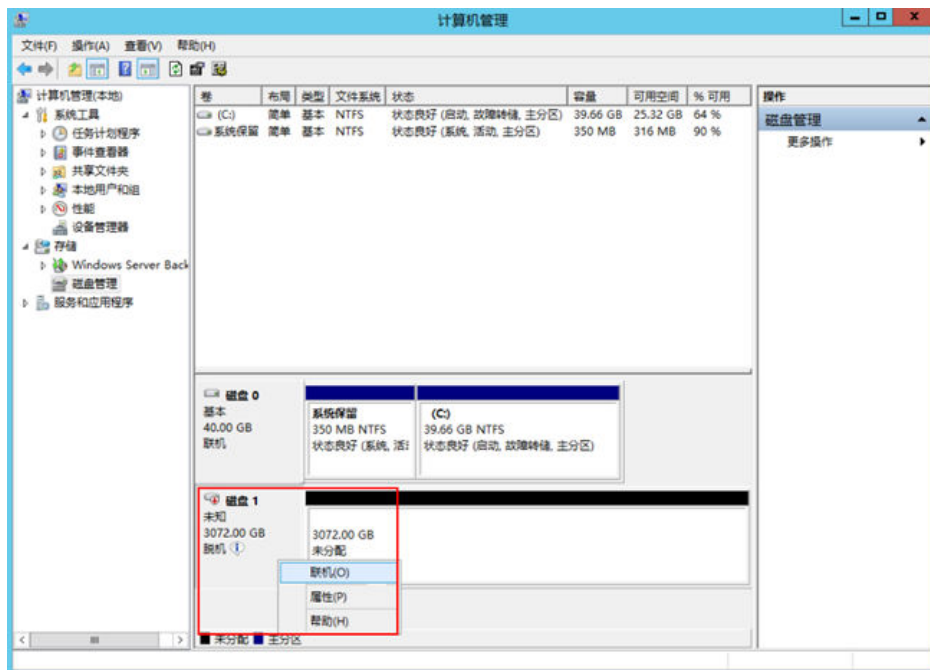 计算机管理
文件(F) 操作(A) 查看(V) 帮助(H)
计算机管理(本地)
系统工具
任务计划程序
事件查看器
共享文件夹
本地用户和组
性能
设备管理器
存储
Windows Server Back
磁盘管理
服务和应用程序
卷 布局 类型 文件系统 状态 容量 可用空间 % 可用
(C:) 简单 基本 NTFS 状态良好 (启动, 故障转储, 主分区) 39.66 GB 25.32 GB 64 %
系统保留 简单 基本 NTFS 状态良好 (系统, 活动, 主分区) 350 MB 316 MB 90 %
操作
磁盘管理
更多操作
磁盘 0
基本
40.00 GB
联机
系统保留
350 MB NTFS
状态良好 (系统, 活
(C:)
39.66 GB NTFS
状态良好 (启动, 故障转储, 主分区)
磁盘 1
未知
3072.00 GB
脱机
3072.00 GB
未分配
联机(O)
属性(P)
帮助(H)
未分配 主分区